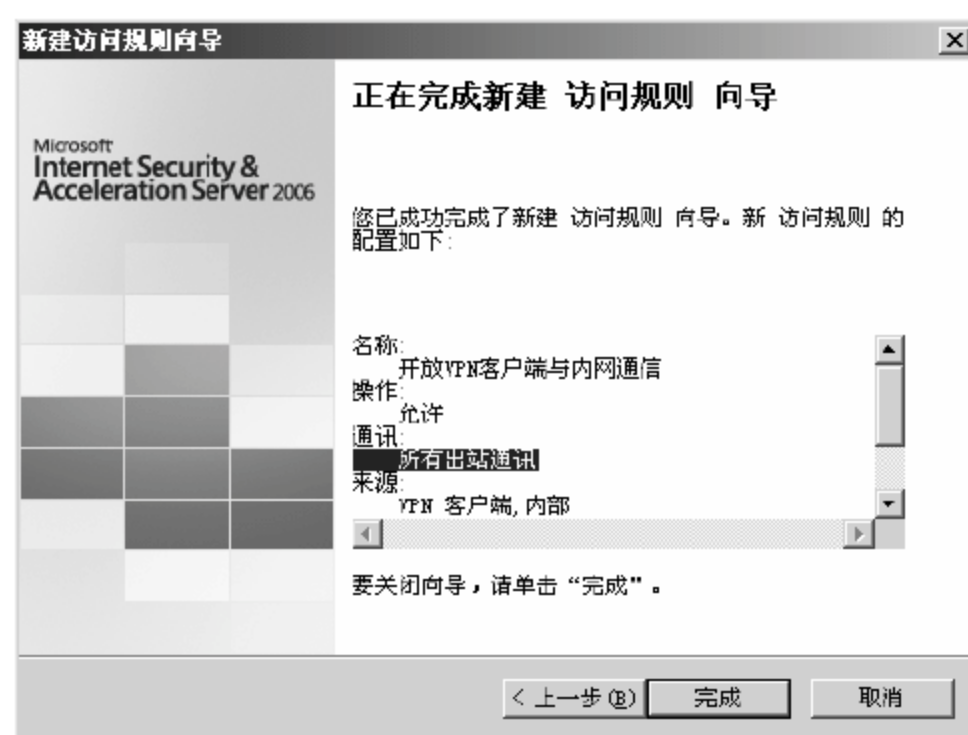 新建访问规则向导
正在完成新建 访问规则 向导
Microsoft
Internet Security &
Acceleration Server 2006
您已成功完成了新建 访问规则 向导。新 访问规则 的
配置如下:
名称:
开放VPN客户端与内网通信
操作:
允许
通讯:
所有出站通讯
来源:
VPN 客户端,内部
要关闭向导，请单击“完成”。
< 上一步(B)
完成
取消